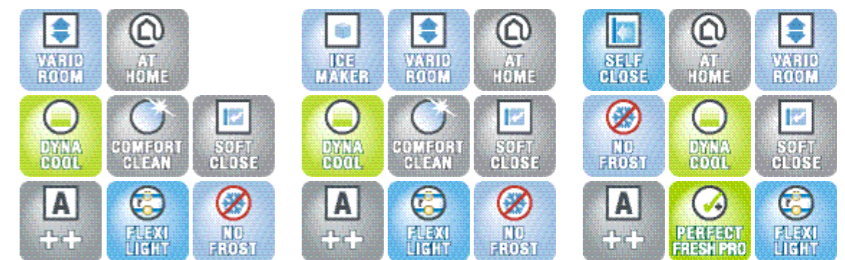 VARIO ROOM
AT HOME
ICE MAKER
VARIO ROOM
AT HOME
SELF CLOSE
AT HOME
VARIO ROOM
DYNA COOL
COMFORT CLEAN
SOFT CLOSE
DYNA COOL
COMFORT CLEAN
SOFT CLOSE
NO FROST
DYNA COOL
SOFT CLOSE
A ++
FLEXI LIGHT
NO FROST
A ++
FLEXI LIGHT
NO FROST
A ++
PERFECT FRESH PRO
FLEXI LIGHT